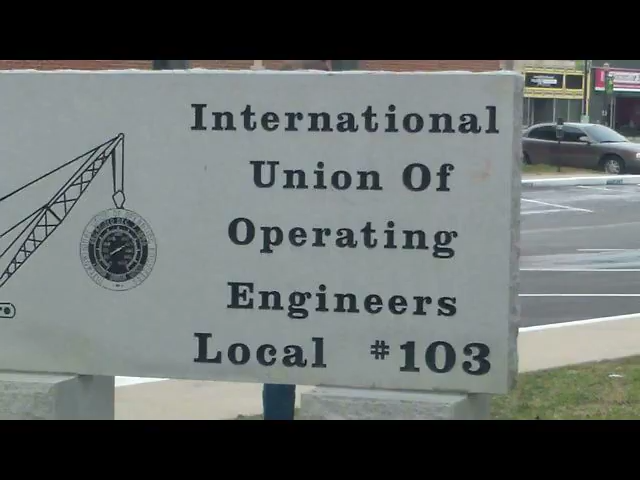 International
Union Of
Operating
Engineers
Local #103